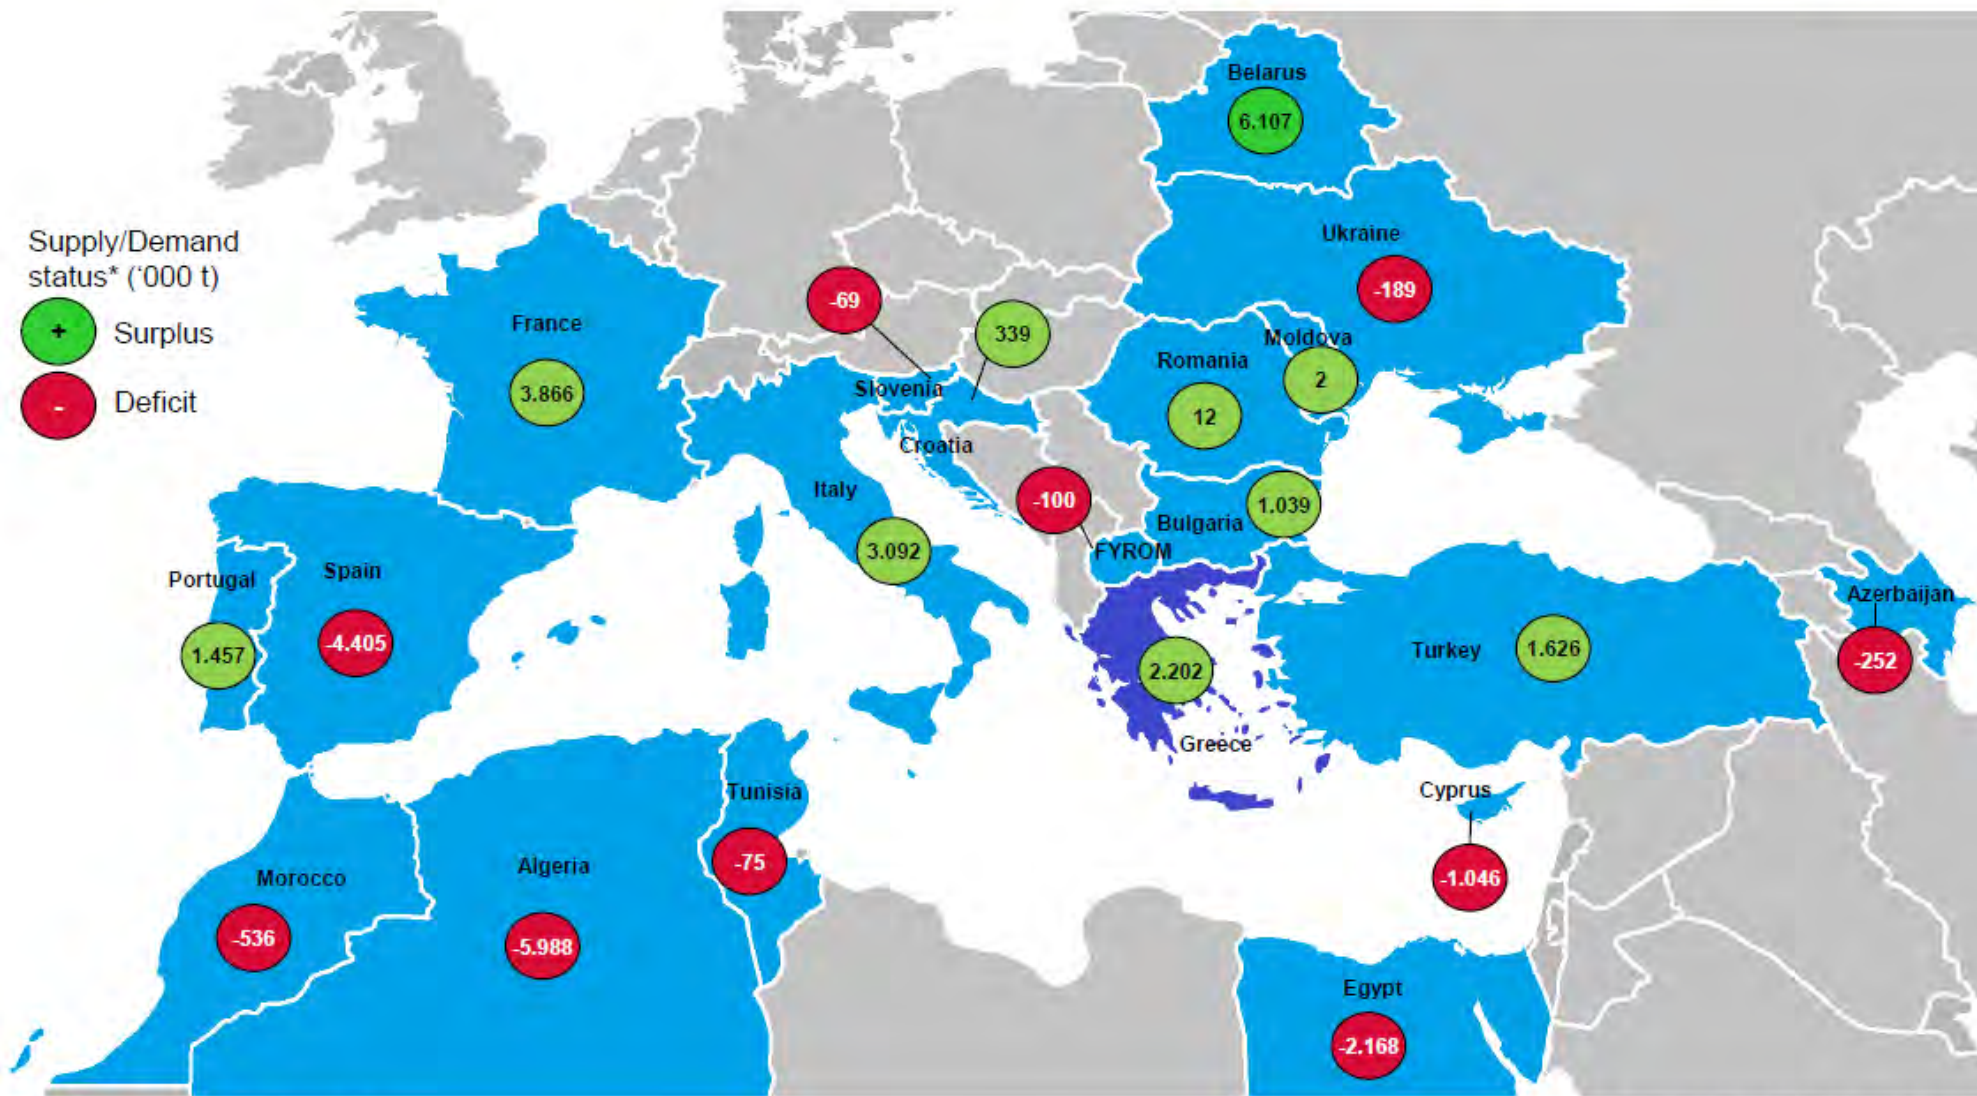 Belarus
6.107
Supply/Demand
status* (‘000 t)
+ Surplus
- Deficit
Ukraine
-189
France
3.866
-69
Slovenia
339
Croatia
Romania
12
Moldova
2
Italy
3.092
-100
FYROM
Bulgaria
1.039
Portugal
1.457
Spain
-4.405
Greece
2.202
Turkey
1.626
Azerbaijan
-252
Cyprus
-1.046
Tunisia
-75
Morocco
-536
Algeria
-5.988
Egypt
-2.168